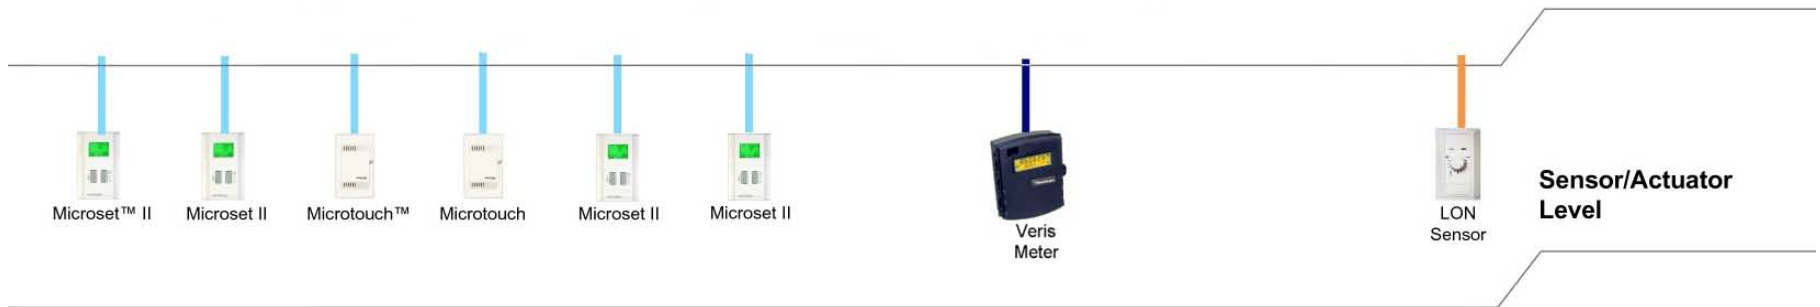 Microset™ II
Microset II
Microtouch™
Microtouch
Microset II
Microset II
Veris
Meter
LON
Sensor
Sensor/Actuator
Level